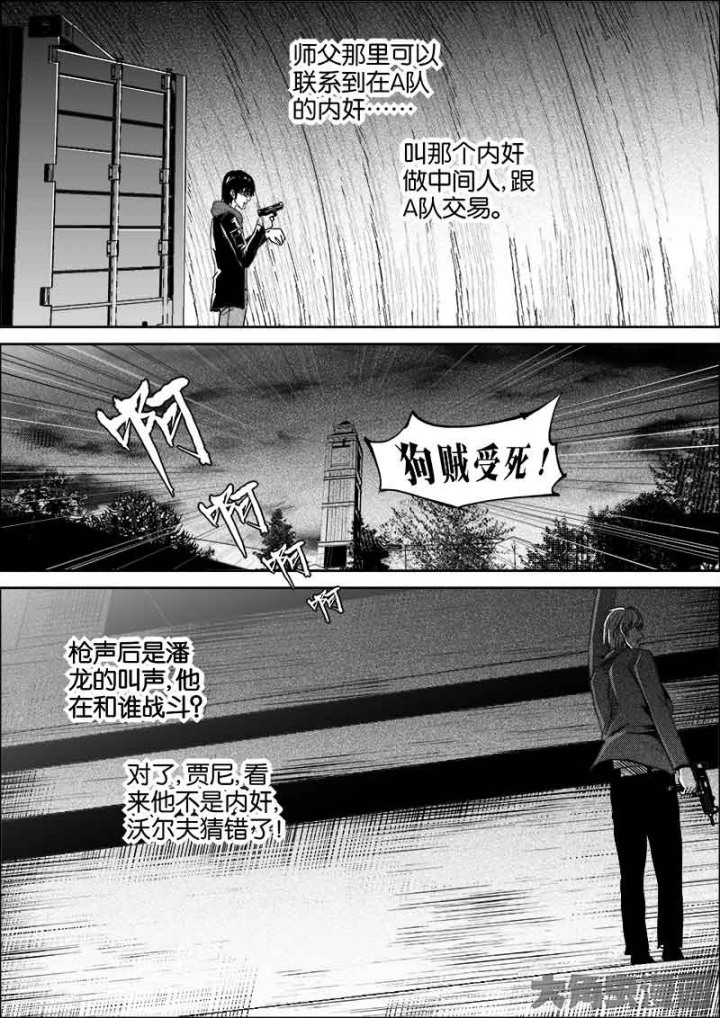 师父那里可以
联系到在A队
的内奸……
叫那个内奸
做中间人,跟
A队交易。
狗贼受死！
啊
啊
啊
啊
枪声后是潘
龙的叫声,他
在和谁战斗?
对了,贾尼,看
来他不是内奸,
沃尔夫猜错了!